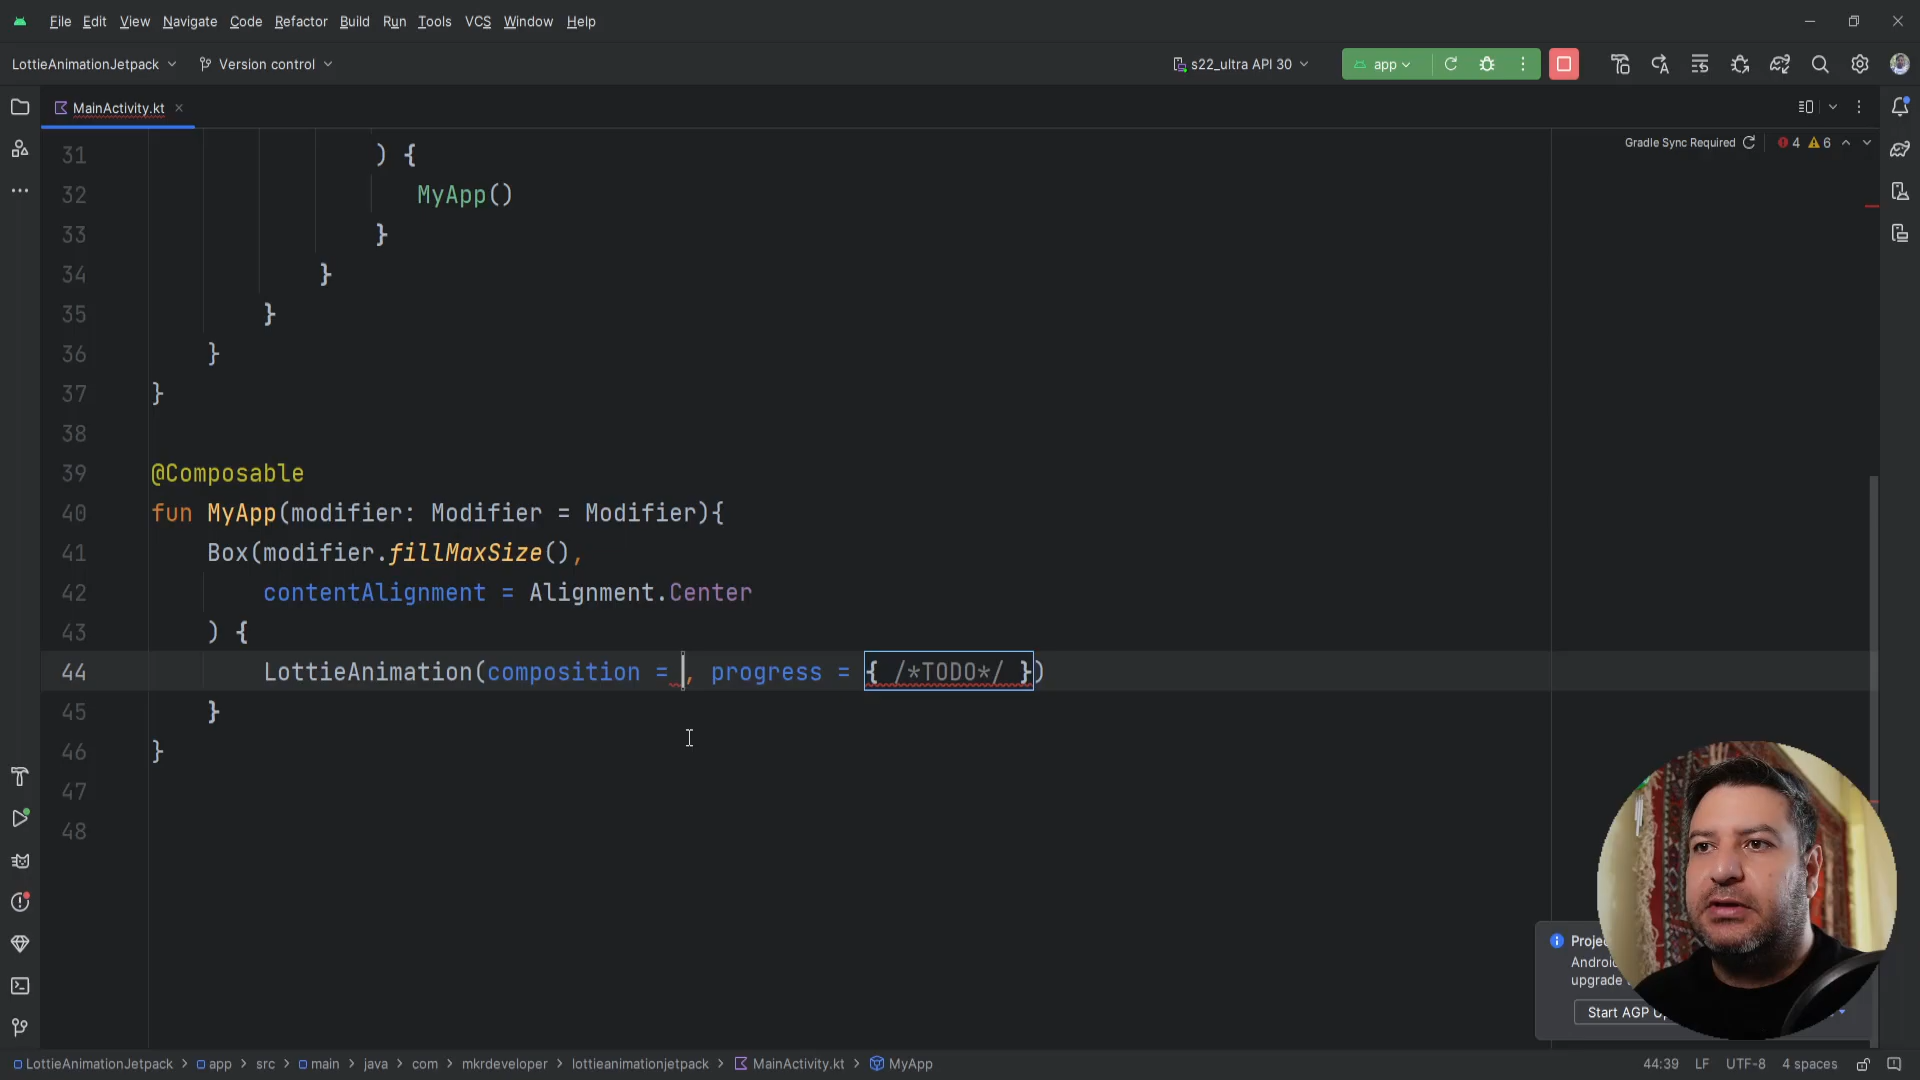 File Edit View Navigate Code Refactor Build Run Tools VCS Window Help
LottieAnimationJetpack Version control s22_ultra API 30 app
MainActivity.kt
Gradle Sync Required 4 6
31 ) {
32 MyApp()
33 }
34 }
35 }
36 }
37 }
38
39 @Composable
40 fun MyApp(modifier: Modifier = Modifier){
41 Box(modifier.fillMaxSize(),
42 contentAlignment = Alignment.Center
43 ) {
44 LottieAnimation(composition = , progress = { /*TODO*/ })
45 }
46 }
47
48
upgrade
Start AGP
LottieAnimationJetpack > app > src > main > java > com > mkrdeveloper > lottieanimationjetpack > MainActivity.kt > MyApp 44:39 LF UTF-8 4 spaces